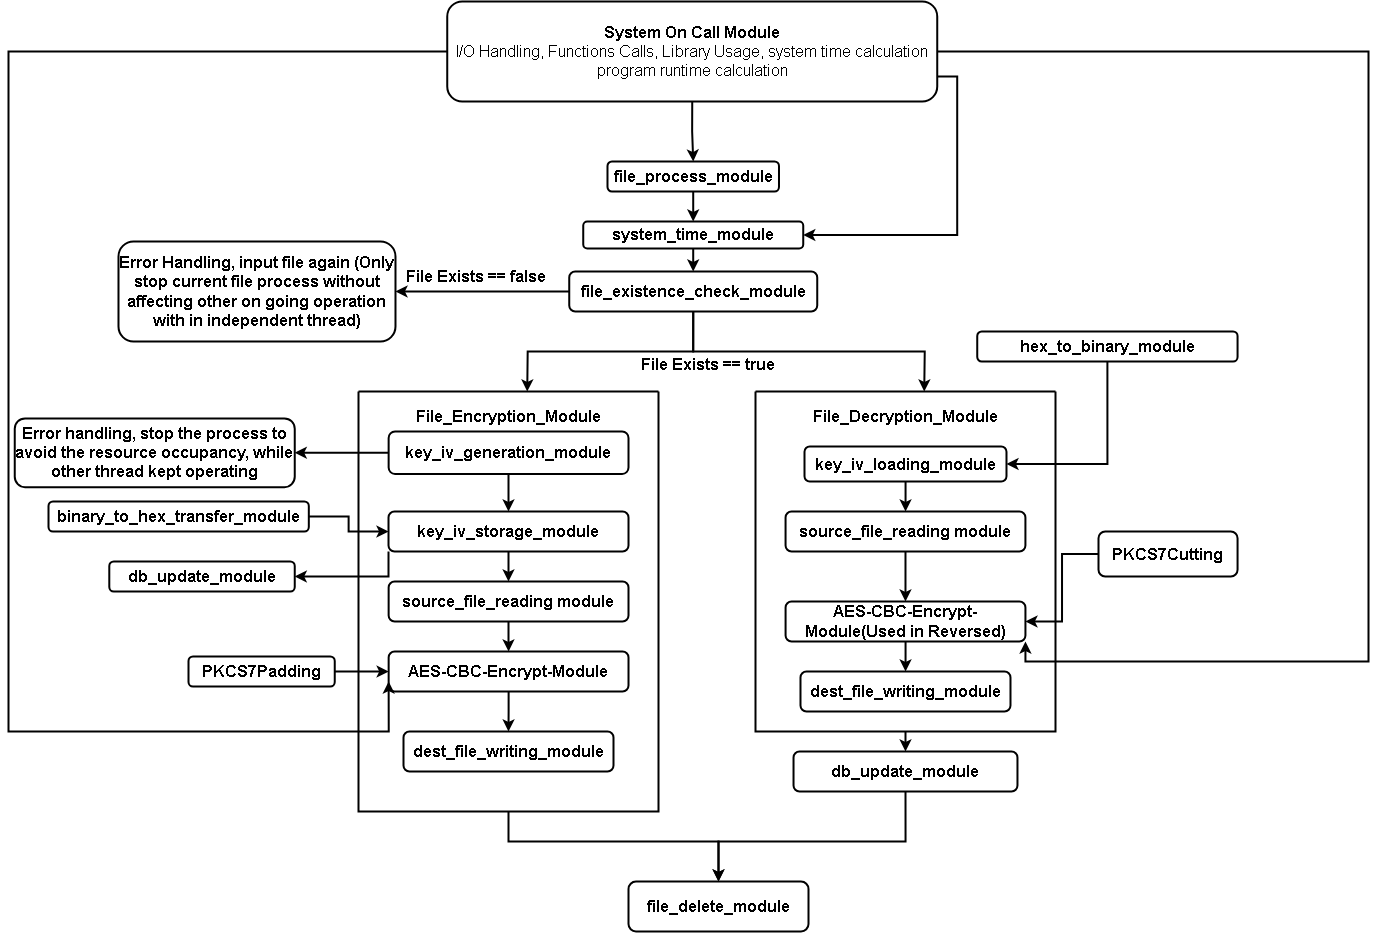 System On Call Module
I/O Handling, Functions Calls, Library Usage, system time calculation
program runtime calculation
file_process_module
system_time_module
Error Handling, input file again (Only
stop current file process without
affecting other on going operation
with in independent thread)
File Exists == false
file_existence_check_module
File Exists == true
hex_to_binary_module
File_Encryption_Module
Error handling, stop the process to
avoid the resource occupancy, while
other thread kept operating
key_iv_generation_module
binary_to_hex_transfer_module
key_iv_storage_module
db_update_module
source_file_reading module
PKCS7Padding
AES-CBC-Encrypt-Module
dest_file_writing_module
File_Decryption_Module
key_iv_loading_module
source_file_reading module
PKCS7Cutting
AES-CBC-Encrypt-
Module(Used in Reversed)
dest_file_writing_module
db_update_module
file_delete_module